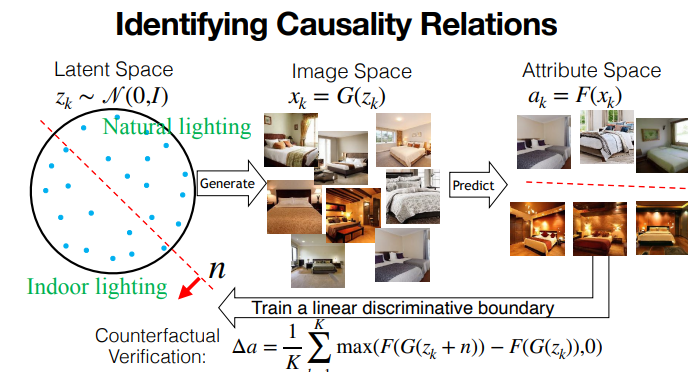 Identifying Causality Relations
Latent Space
z_k ~ 𝒩(0,I)
Image Space
x_k = G(z_k)
Attribute Space
a_k = F(x_k)
Natural lighting
Generate
Predict
n
Indoor lighting
Train a linear discriminative boundary
Counterfactual
Verification:
Δa = 1/K ∑^K max(F(G(z_k + n)) − F(G(z_k)),0)